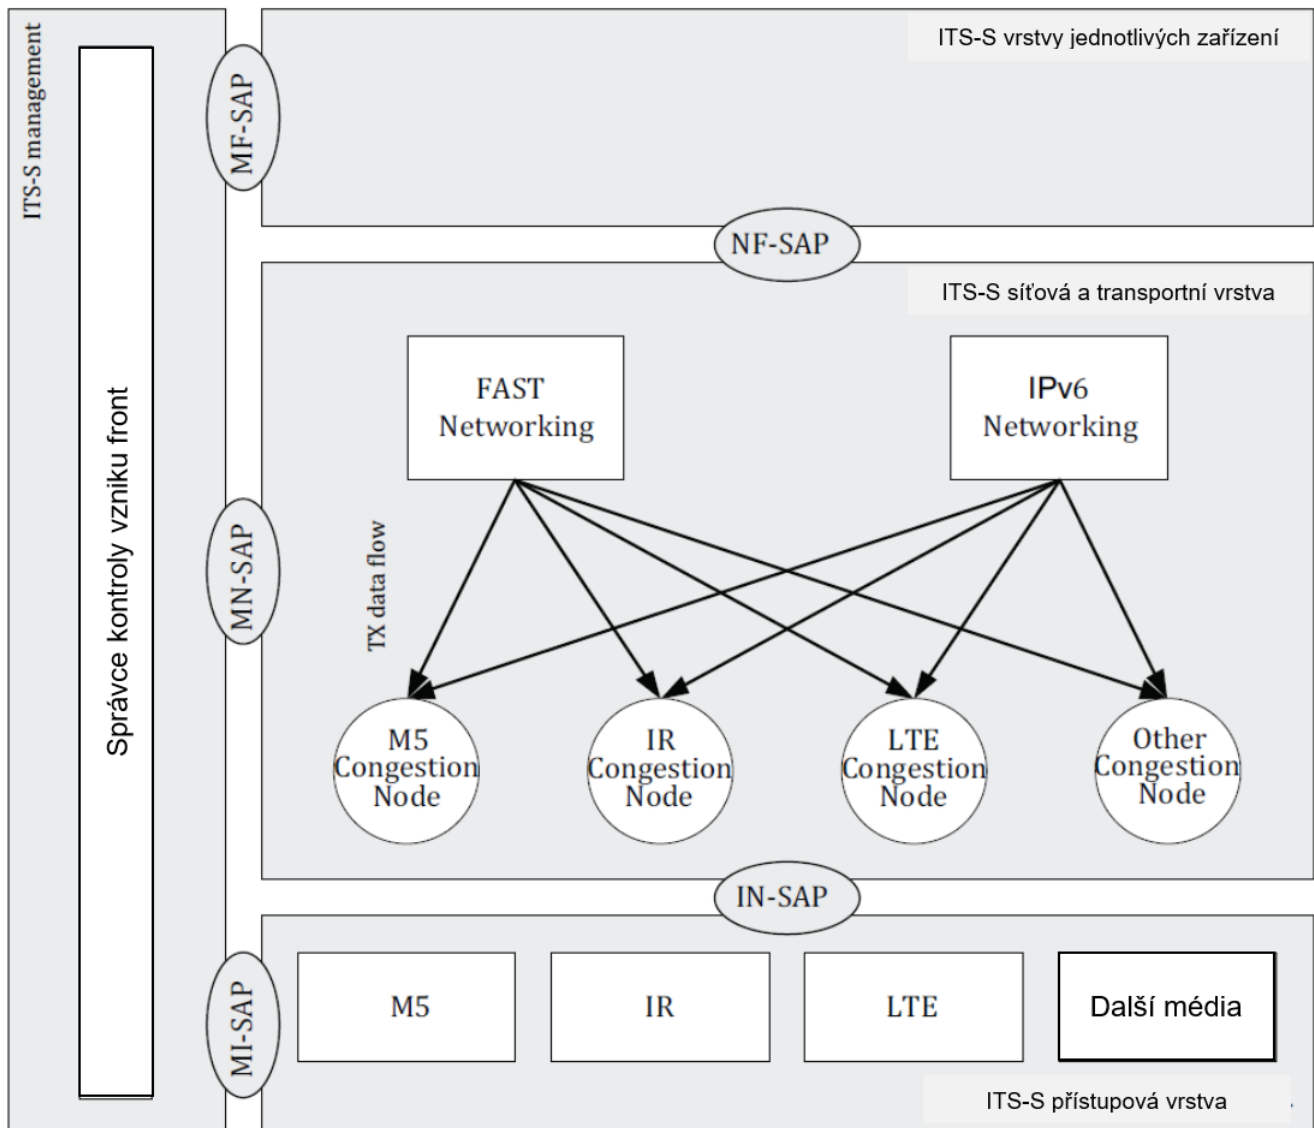 ITS-S management
Správce kontroly vzniku front
MF-SAP
ITS-S vrstvy jednotlivých zařízení
NF-SAP
ITS-S síťová a transportní vrstva
FAST
Networking
IPv6
Networking
MN-SAP
TX data flow
M5
Congestion
Node
IR
Congestion
Node
LTE
Congestion
Node
Other
Congestion
Node
IN-SAP
MI-SAP
M5
IR
LTE
Další média
ITS-S přístupová vrstva